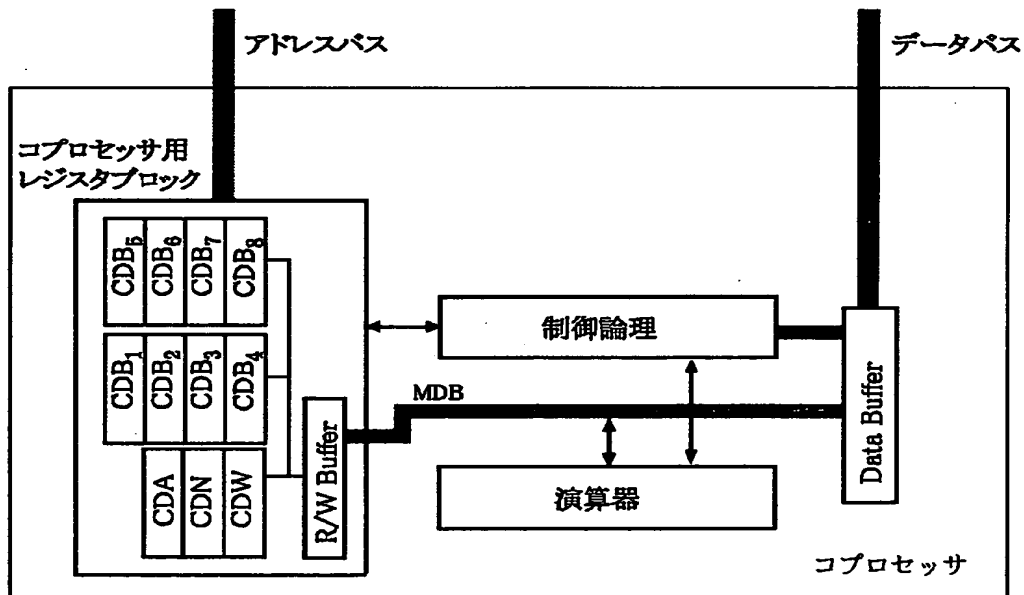 アドレスバス
データバス
コプロセッサ用
レジスタブロック
CDB5
CDB6
CDB7
CDB8
CDB1
CDB2
CDB3
CDB4
CDA
CDN
CDW
R/W Buffer
制御論理
MDB
演算器
Data Buffer
コプロセッサ